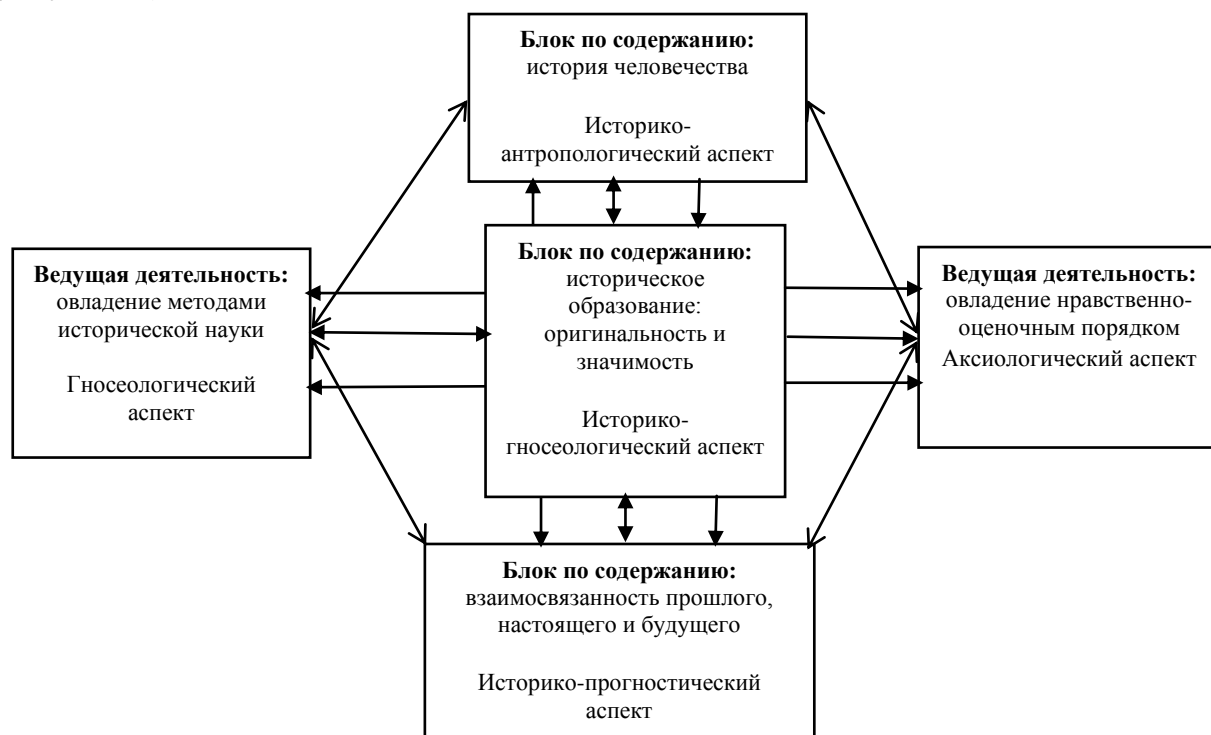 Блок по содержанию:
история человечества
Историко-
антропологический аспект
Ведущая деятельность:
овладение методами
исторической науки
Гносеологический
аспект
Блок по содержанию:
историческое
образование:
оригинальность и
значимость
Историко-
гносеологический аспект
Ведущая деятельность:
овладение нравственно-
оценочным порядком
Аксиологический аспект
Блок по содержанию:
взаимосвязанность прошлого,
настоящего и будущего
Историко-прогностический
аспект